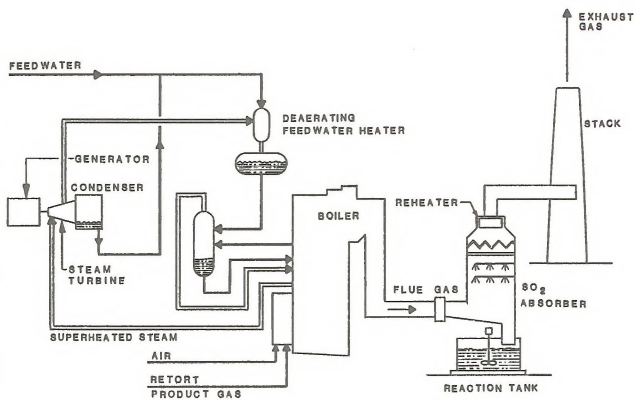 EXHAUST
GAS
FEEDWATER
DEAERATING
FEEDWATER HEATER
STACK
GENERATOR
CONDENSER
REHEATER
BOILER
STEAM
TURBINE
FLUE GAS
SO2
ABSORBER
SUPERHEATED STEAM
AIR
RETORT
PRODUCT GAS
REACTION TANK